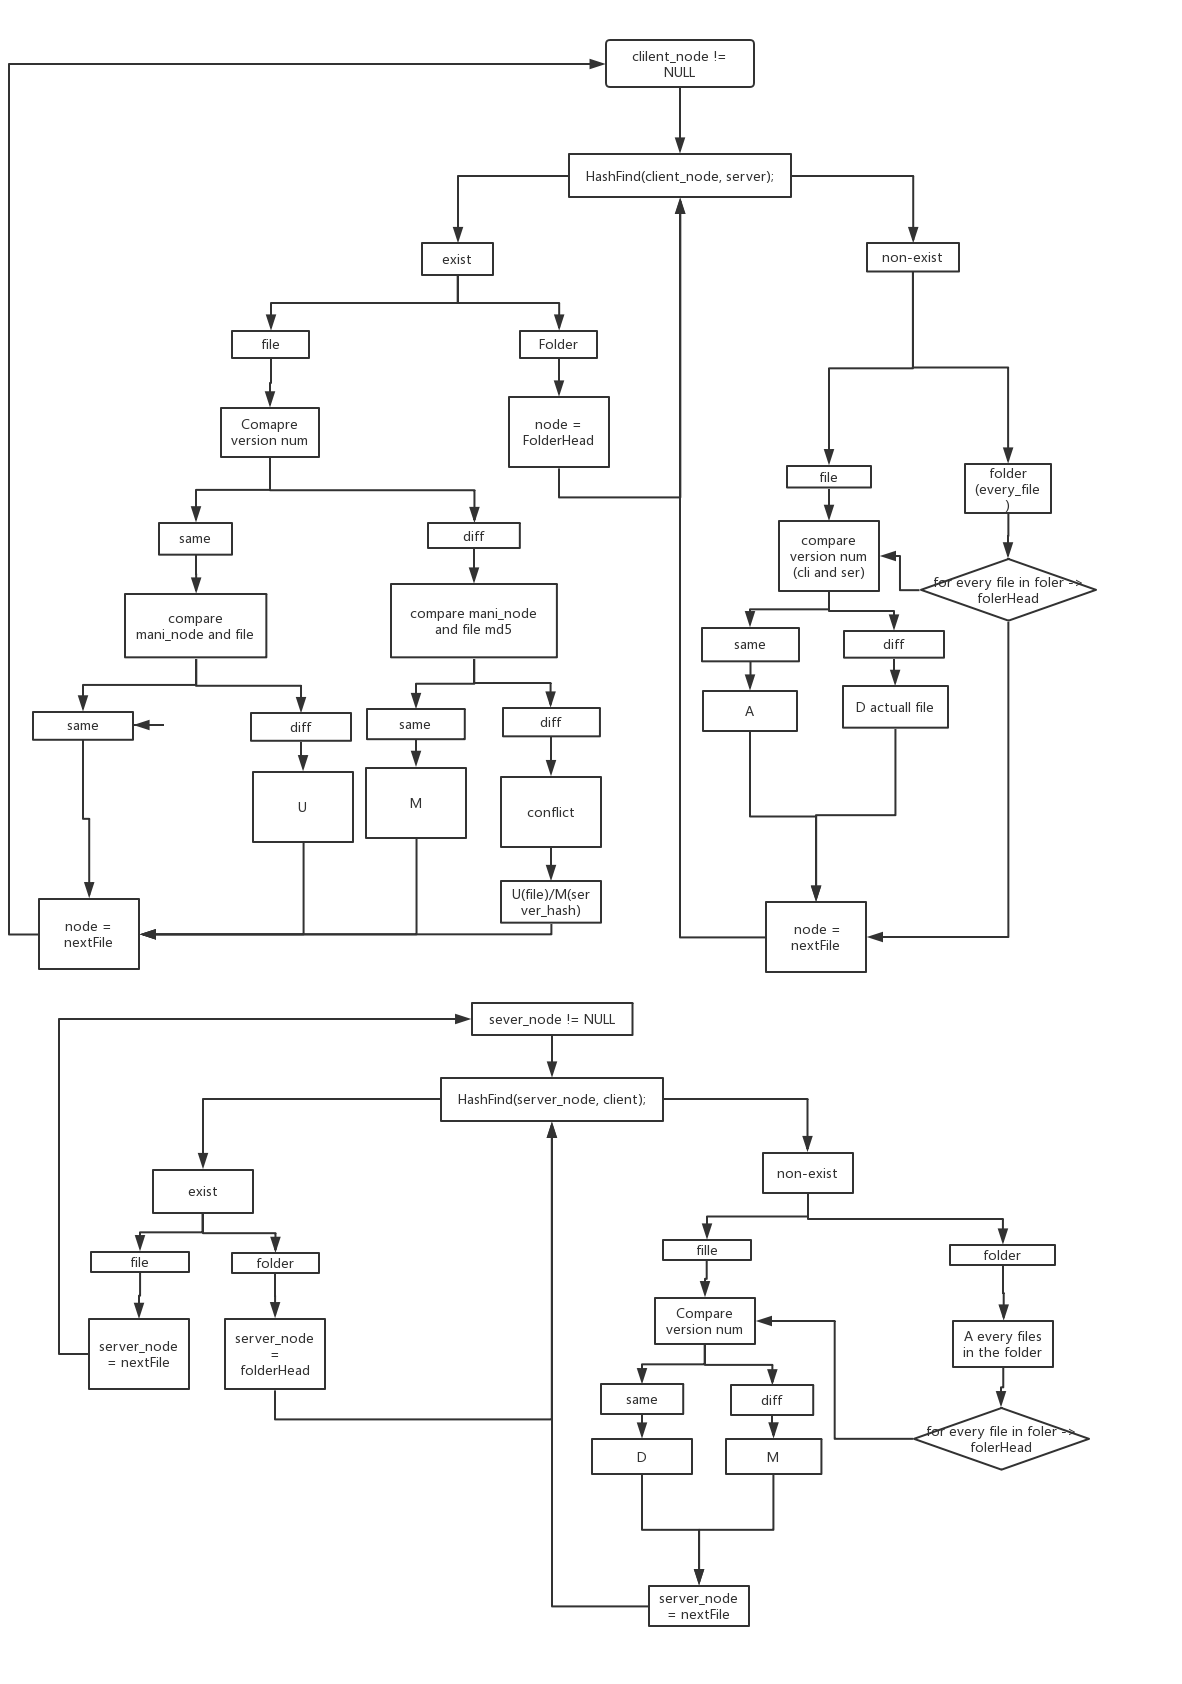 clilent_node !=
NULL
HashFind(client_node, server);
exist
non-exist
file
Folder
Comapre
version num
node =
FolderHead
file
folder
(every_file
)
same
diff
compare
version num
(cli and ser)
for every file in foler ->
folerHead
compare
mani_node and file
compare mani_node
and file md5
same
diff
A
D actuall file
same
diff
same
diff
U
M
conflict
U(file)/M(ser
ver_hash)
node =
nextFile
node =
nextFile
sever_node != NULL
HashFind(server_node, client);
exist
non-exist
file
folder
fille
folder
server_node
= nextFile
server_node
=
folderHead
Compare
version num
A every files
in the folder
same
diff
for every file in foler ->
folerHead
D
M
server_node
= nextFile